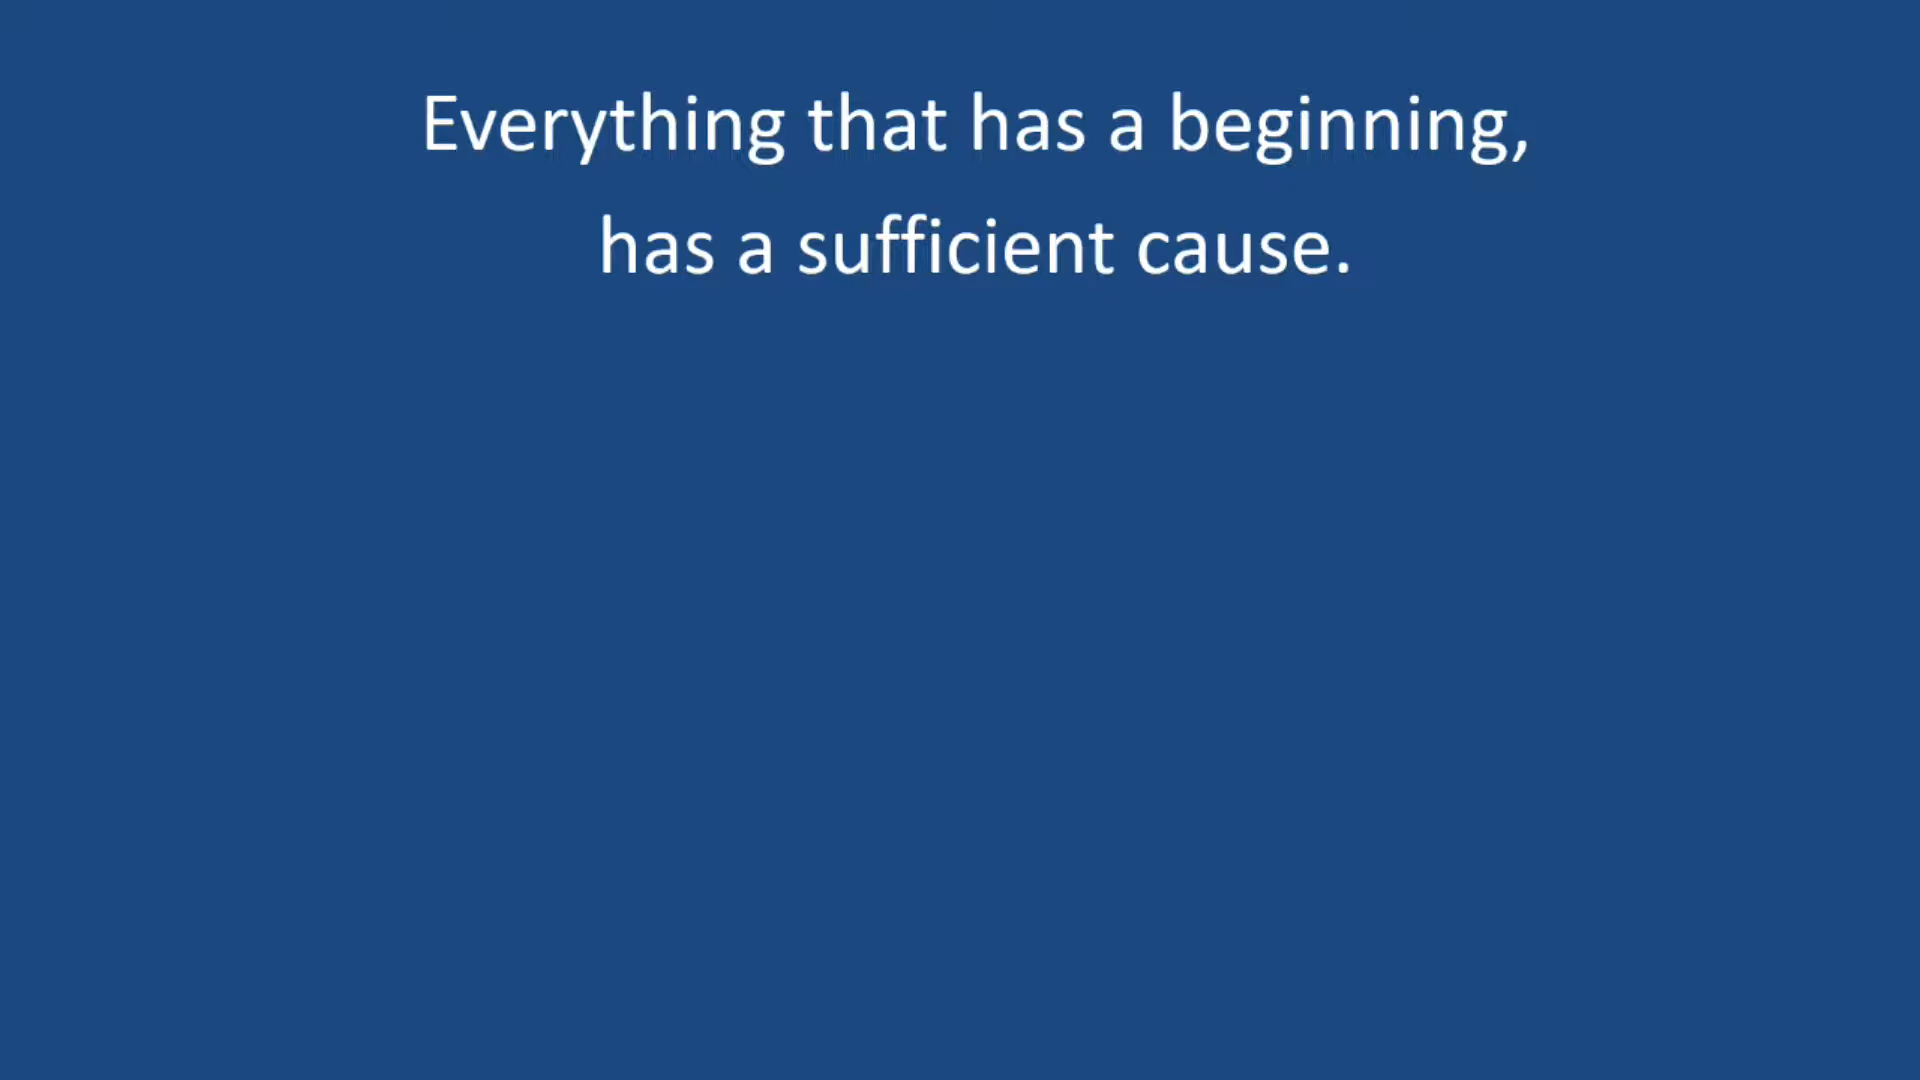 Everything that has a beginning,
has a sufficient cause.